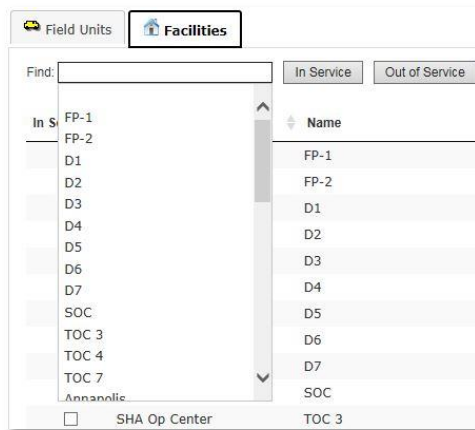 Field Units
Facilities
Find:
In Service
Out of Service
In S
Name
FP-1
FP-2
D1
D2
D3
D4
D5
D6
D7
SOC
TOC 3
TOC 4
TOC 7
Annapolis
FP-1
FP-2
D1
D2
D3
D4
D5
D6
D7
SOC
SHA Op Center
TOC 3